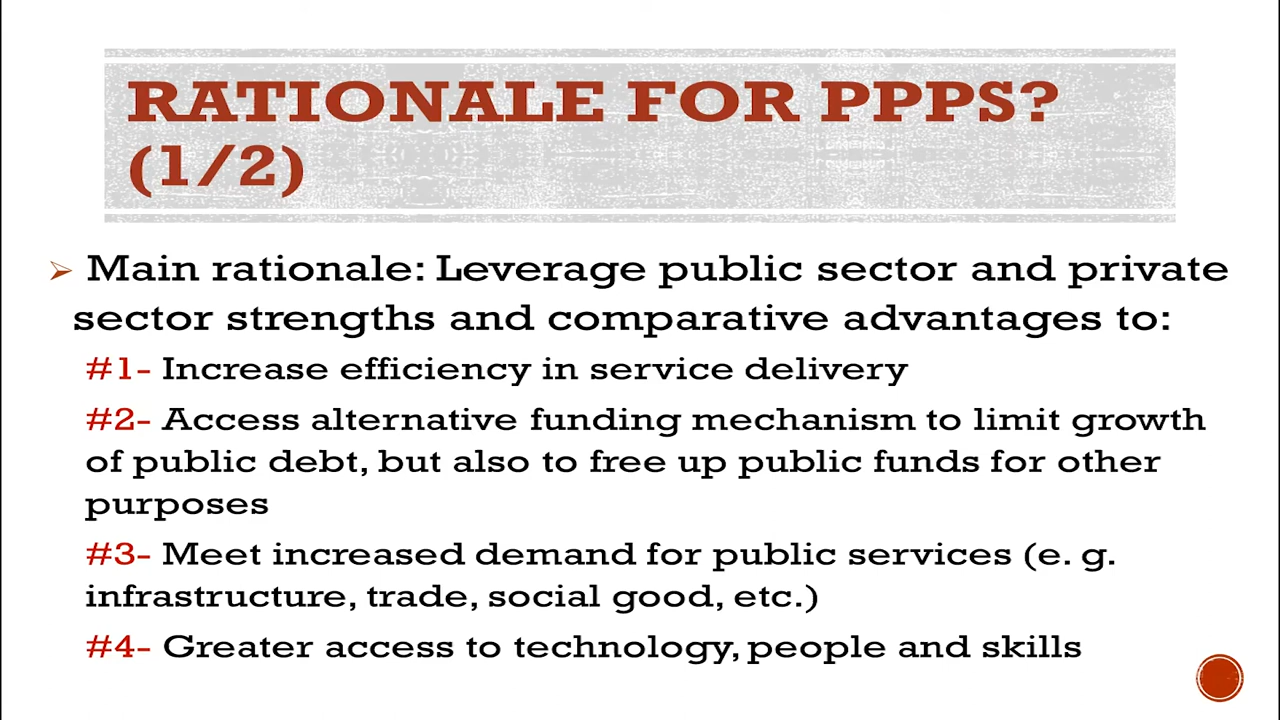 RATIONALE FOR PPPS?
(1/2)
➢ Main rationale: Leverage public sector and private
sector strengths and comparative advantages to:
#1- Increase efficiency in service delivery
#2- Access alternative funding mechanism to limit growth
of public debt, but also to free up public funds for other
purposes
#3- Meet increased demand for public services (e. g.
infrastructure, trade, social good, etc.)
#4- Greater access to technology, people and skills